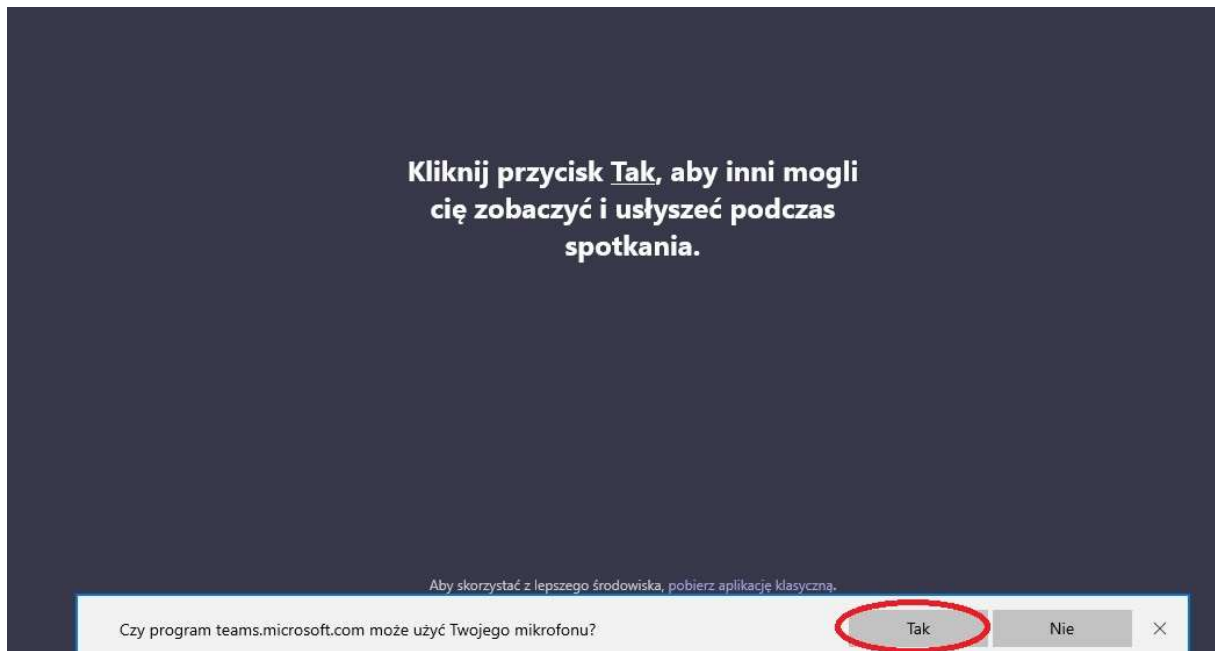 Kliknij przycisk Tak, aby inni mogli
cię zobaczyć i usłyszeć podczas
spotkania.
Aby skorzystać z lepszego środowiska, pobierz aplikację klasyczną.
Czy program teams.microsoft.com może użyć Twojego mikrofonu? Tak Nie